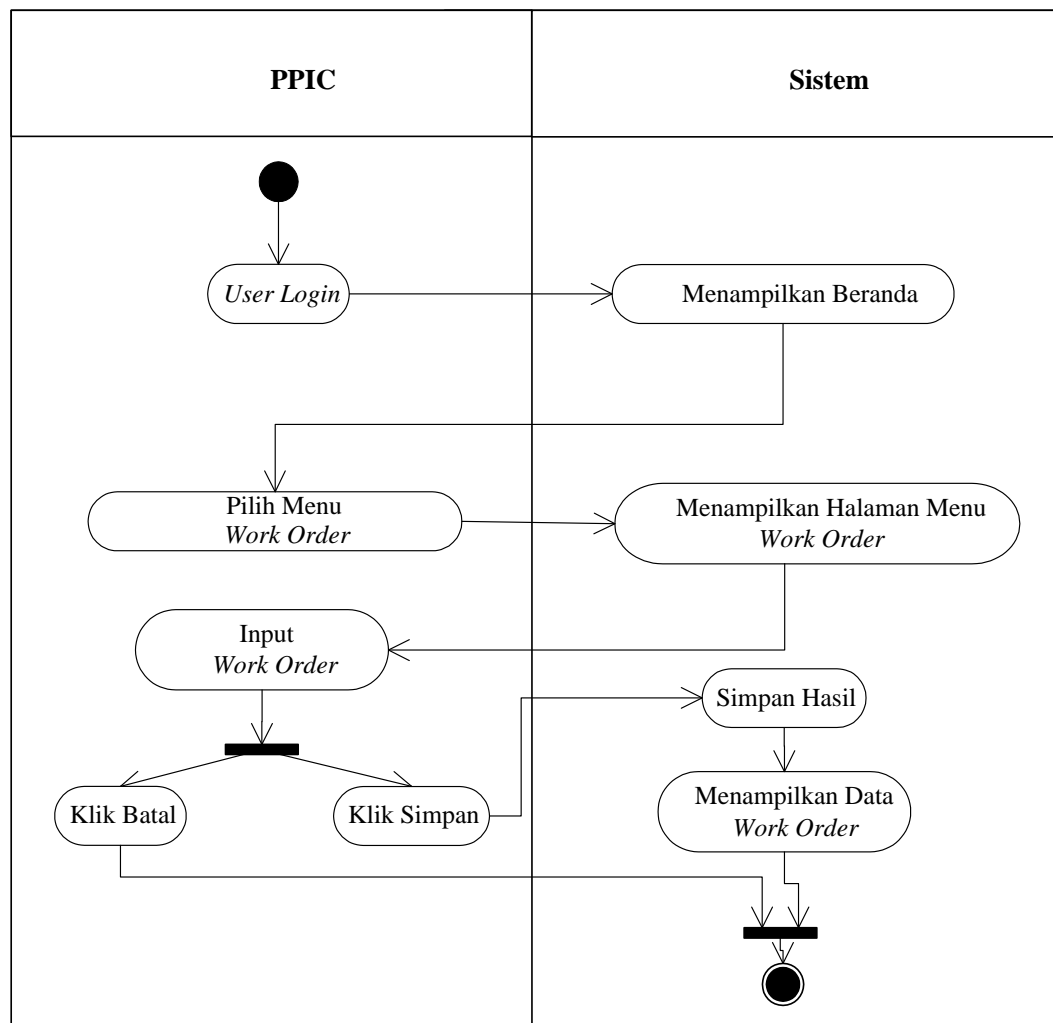 PPIC
Sistem
User Login
Menampilkan Beranda
Pilih Menu
Work Order
Menampilkan Halaman Menu
Work Order
Input
Work Order
Simpan Hasil
Klik Batal
Klik Simpan
Menampilkan Data
Work Order